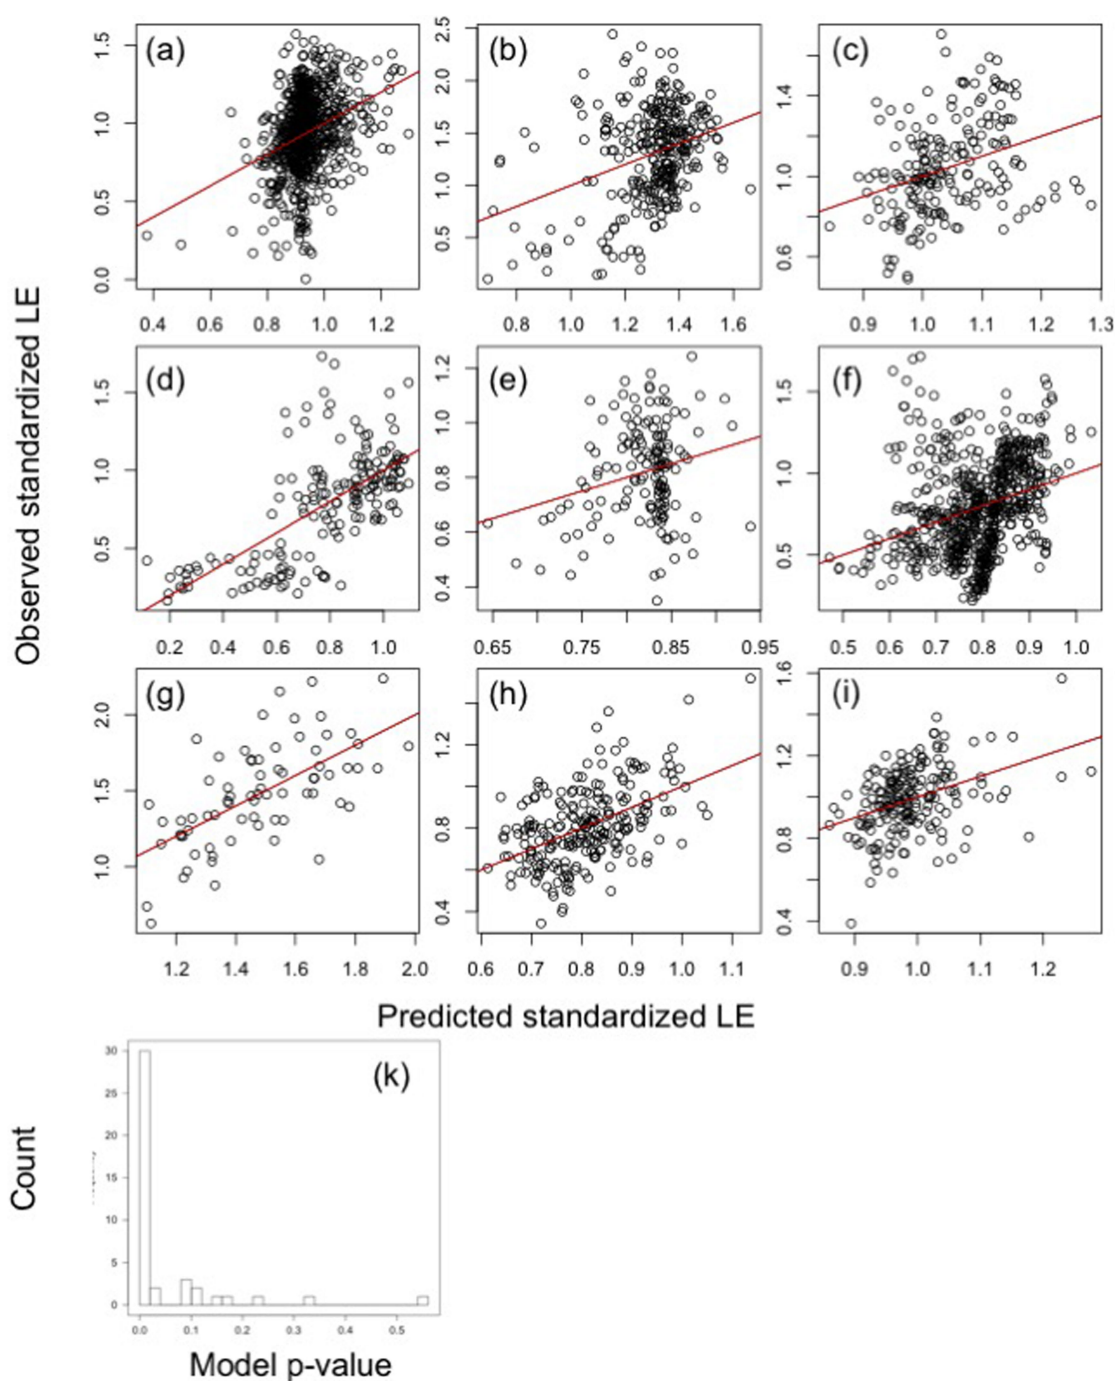 (a) (b) (c)
1.5 1.0 0.5 0.0
2.5 2.0 1.5 1.0 0.5
1.4 1.0 0.6
0.4 0.6 0.8 1.0 1.2
0.8 1.0 1.2 1.4 1.6
0.9 1.0 1.1 1.2 1.3
Observed standardized LE
(d) (e) (f)
1.5 1.0 0.5
1.2 1.0 0.8 0.6 0.4
1.5 1.0 0.5
0.2 0.4 0.6 0.8 1.0
0.65 0.75 0.85 0.95
0.5 0.6 0.7 0.8 0.9 1.0
(g) (h) (i)
2.0 1.5 1.0
1.2 0.8 0.4
1.6 1.2 0.8 0.4
1.2 1.4 1.6 1.8 2.0
0.6 0.7 0.8 0.9 1.0 1.1
0.9 1.0 1.1 1.2
Predicted standardized LE
(k)
Count
30
25
20
15
10
5
0
0.0 0.1 0.2 0.3 0.4 0.5
Model p-value